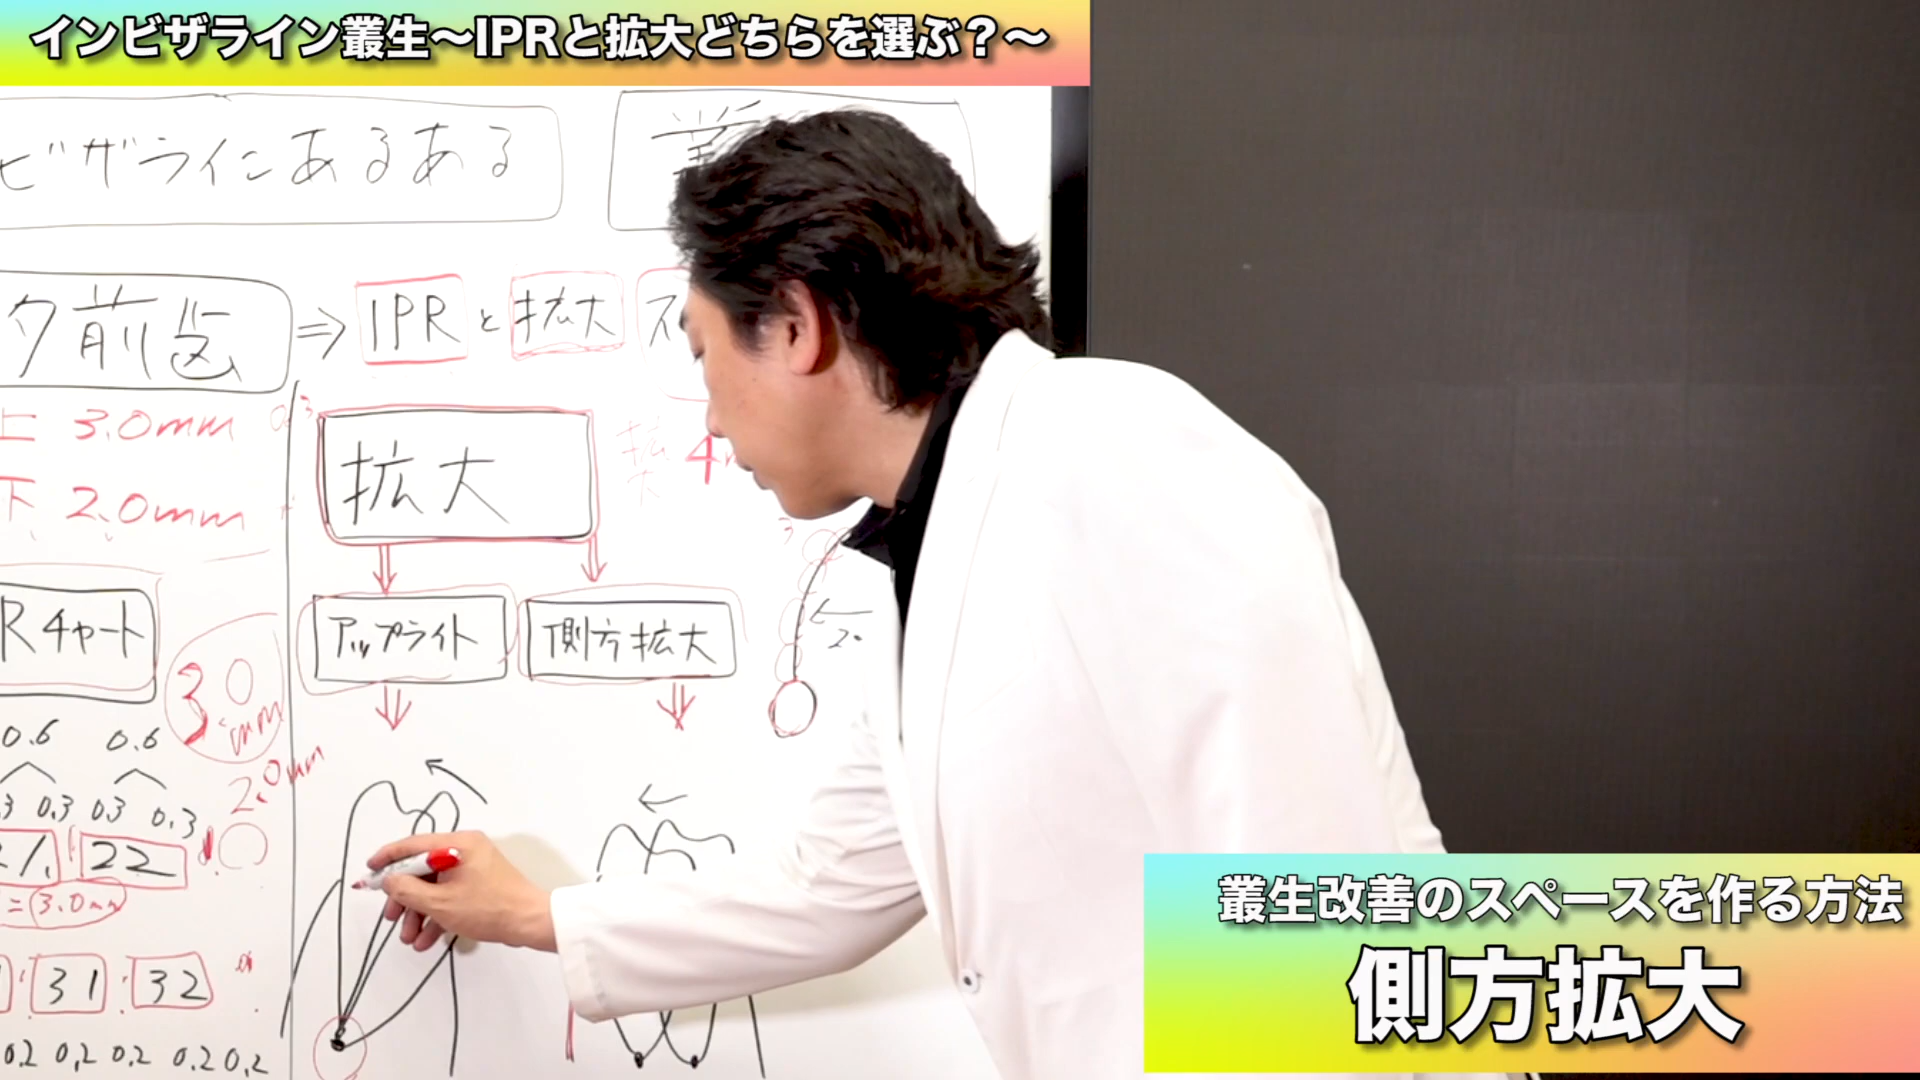 インビザライン叢生～IPRと拡大どちらを選ぶ？～
ビザラインあるある
前歯 ⇒ IPR と 拡大 ス
上 3.0mm
下 2.0mm
拡大
拡大 4
Rチャート
アップライト
側方拡大
3.0mm
2.0mm
0.6 0.6
0.3 0.3 0.3
22
=3.0mm
31 : 32
0.2 0.2 0.2 0.2 0.2
叢生改善のスペースを作る方法
側方拡大